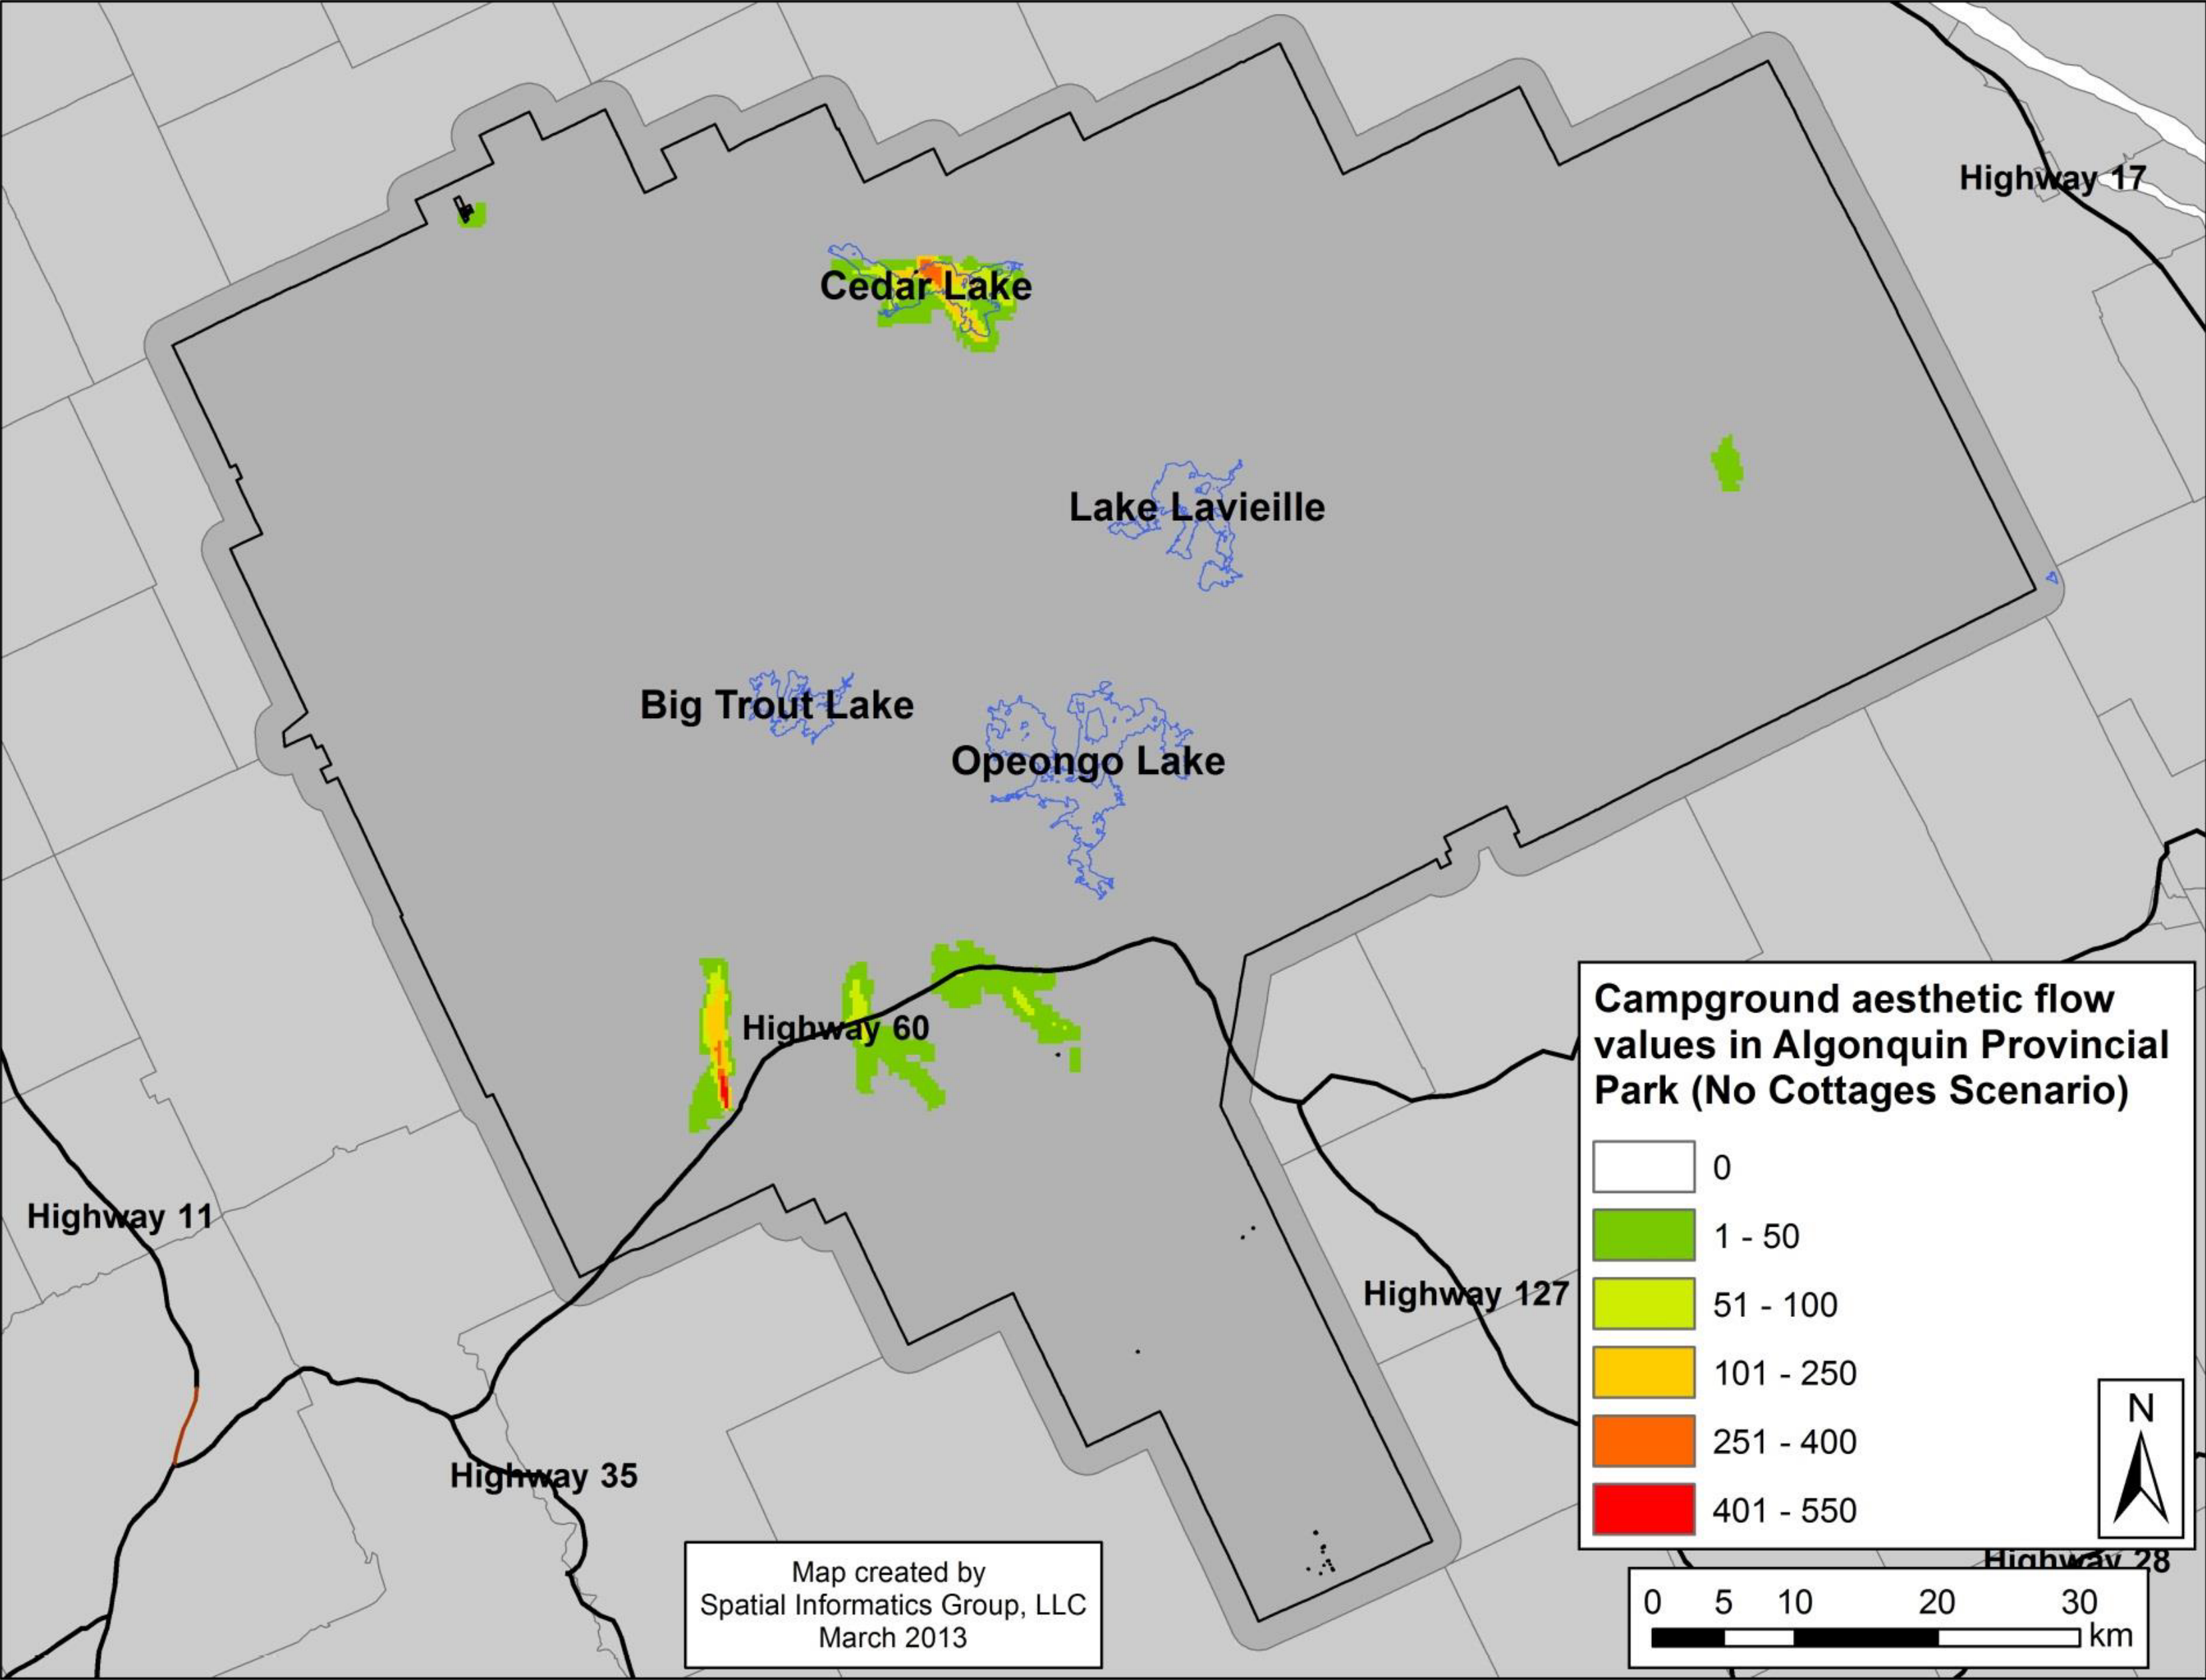 Highway 17
Cedar Lake
Lake Lavieille
Big Trout Lake
Opeongo Lake
Highway 60
Highway 11
Highway 127
Highway 35
Campground aesthetic flow
values in Algonquin Provincial
Park (No Cottages Scenario)
0
1 - 50
51 - 100
101 - 250
251 - 400
401 - 550
N
Highway 28
0 5 10 20 30
km
Map created by
Spatial Informatics Group, LLC
March 2013